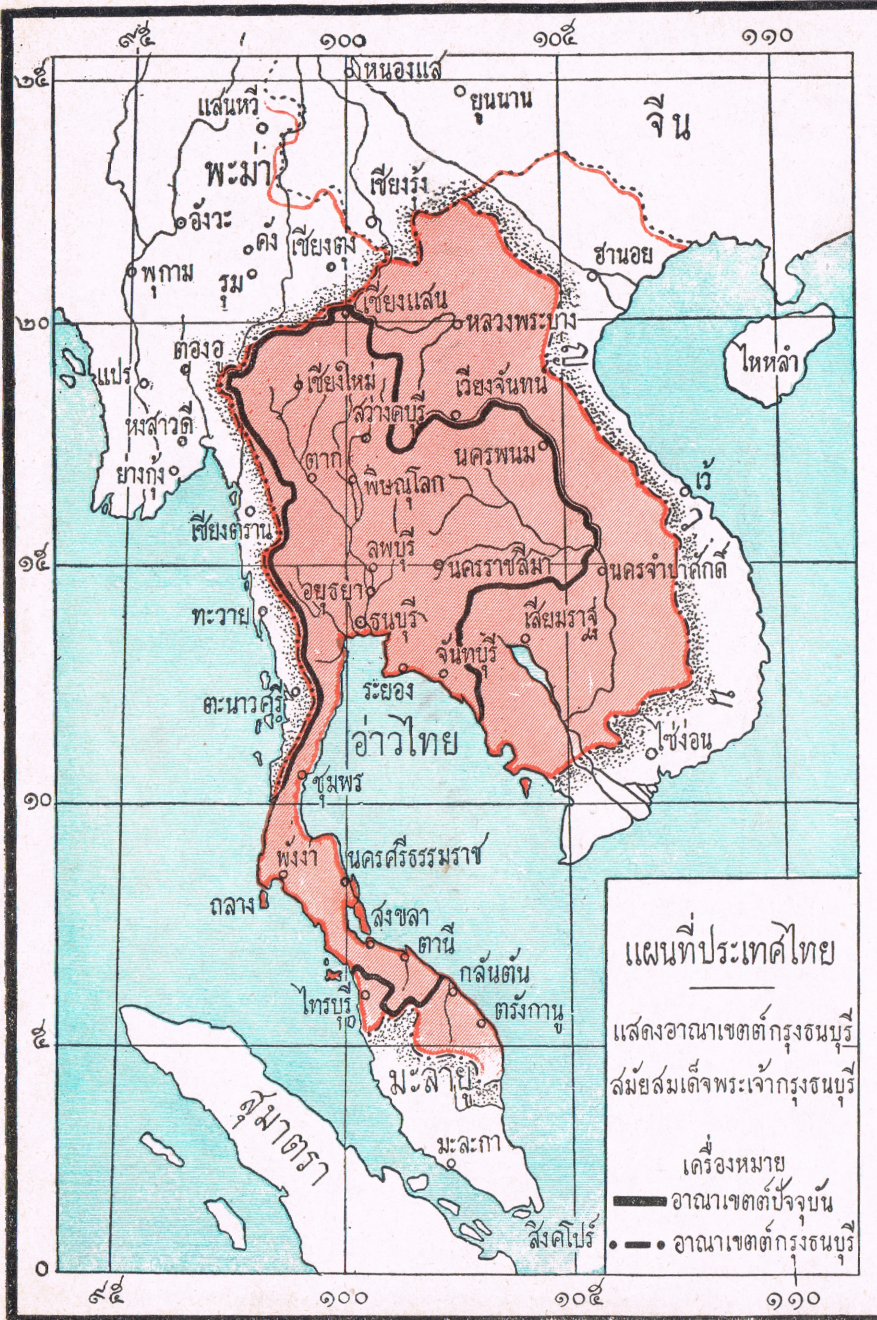 ๙๕ ๑๐๐ ๑๐๕ ๑๑๐
๒๕
หนองแส
ยูนนาน
จีน
แสนหวี
พะม่า
เชียงรุ้ง
อังวะ
คัง
เชียงตุง
ฮานอย
พุกาม
รุม
เชียงแสน
หลวงพระบาง
๒๐
ตองอู
ไหหลำ
แปร
เชียงใหม่
เวียงจันทน
สว่างคบุรี
หงสาวดี
นครพนม
ตาก
ย่างกุ้ง
พิษณุโลก
เว้
เชียงตราน
ลพบุรี
๑๕
นครราชสีมา
นครจำปาศักดิ์
อยุธยา
ทะวาย
ธนบุรี
เสียมราฐ
จันทบุรี
ระยอง
ตะนาวศรี
อ่าวไทย
ไซ่ง่อน
ชุมพร
๑๐
พังงา
นครศรีธรรมราช
ถลาง
สงขลา
ตานี
กลันตัน
ไทรบุรี
ตรังกานู
๕
มะลายู
สุมาตรา
มะละกา
สิงคโปร์
๐
แผนที่ประเทศไทย
แสดงอาณาเขตต์กรุงธนบุรี
สมัยสมเด็จพระเจ้ากรุงธนบุรี
เครื่องหมาย
อาณาเขตต์ปัจจุบัน
อาณาเขตต์กรุงธนบุรี
๙๕ ๑๐๐ ๑๐๕ ๑๑๐